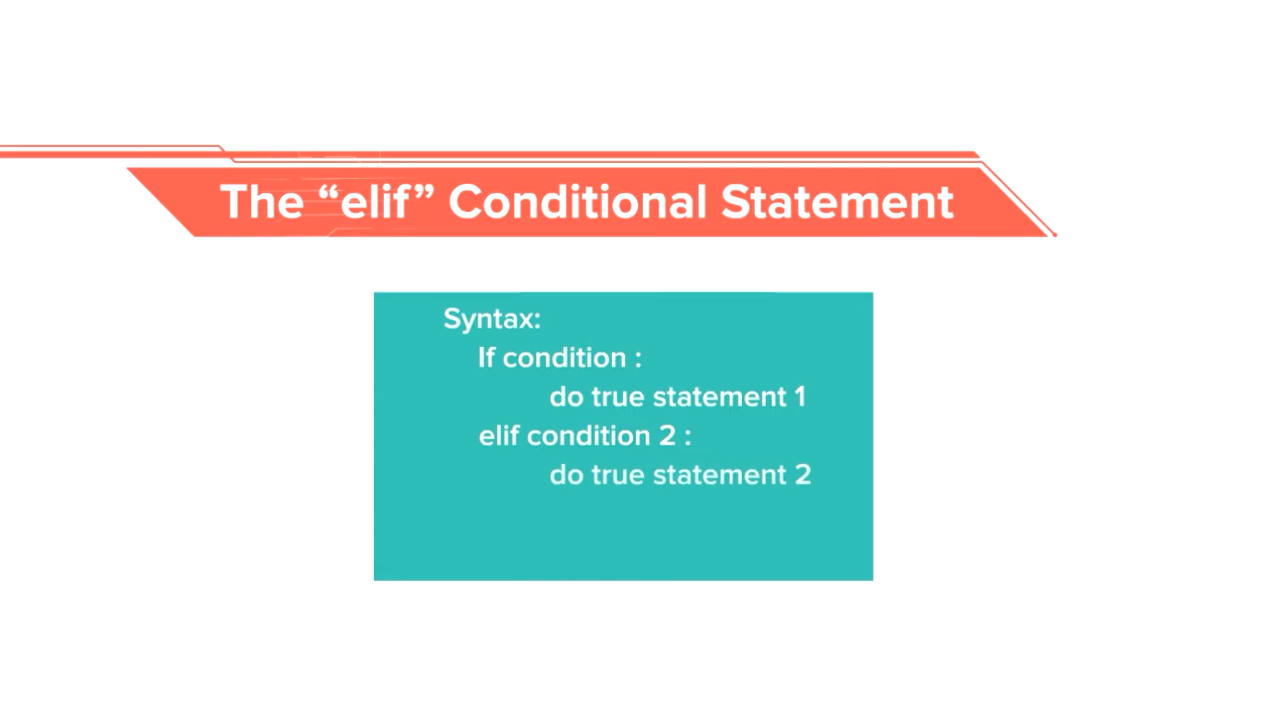 The “elif” Conditional Statement
Syntax:
If condition :
do true statement 1
elif condition 2 :
do true statement 2